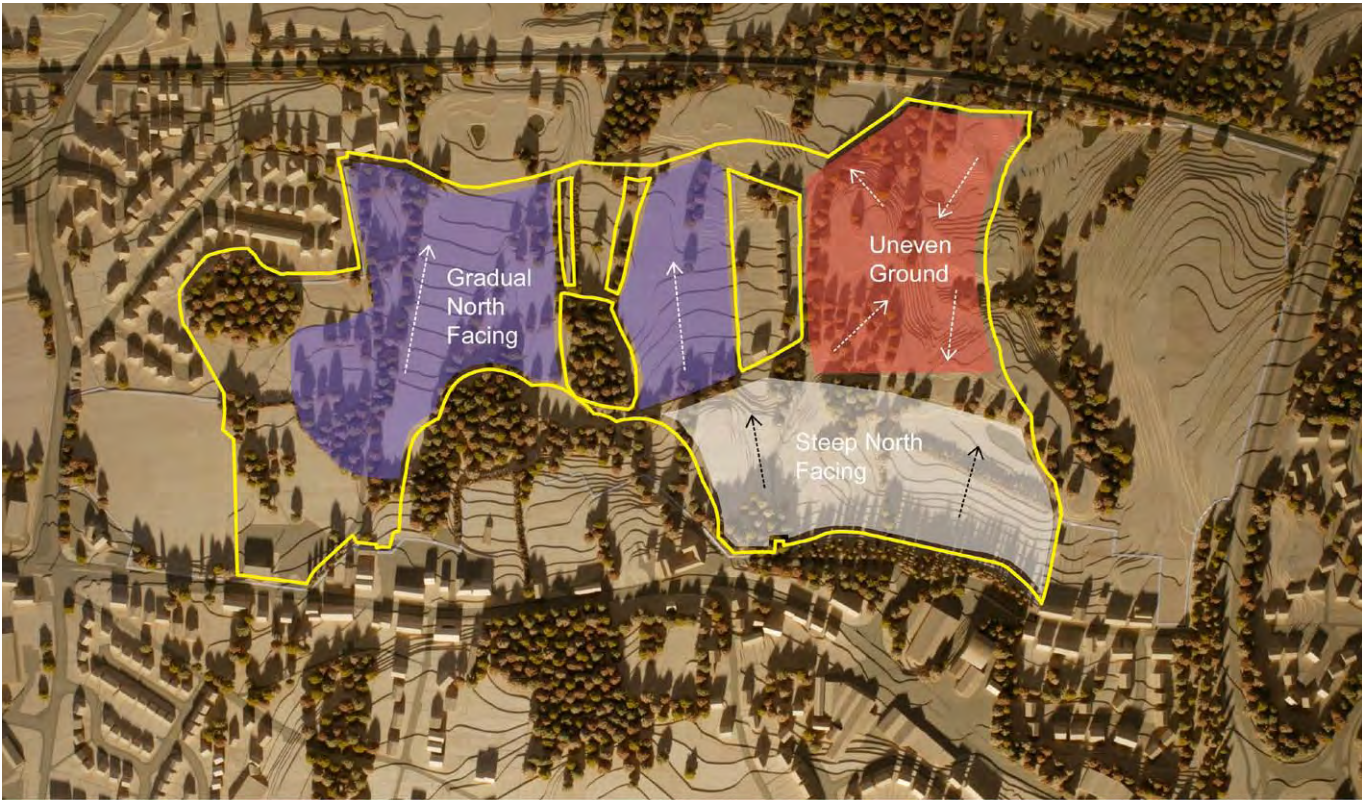 Gradual
North
Facing
Uneven
Ground
Steep North
Facing